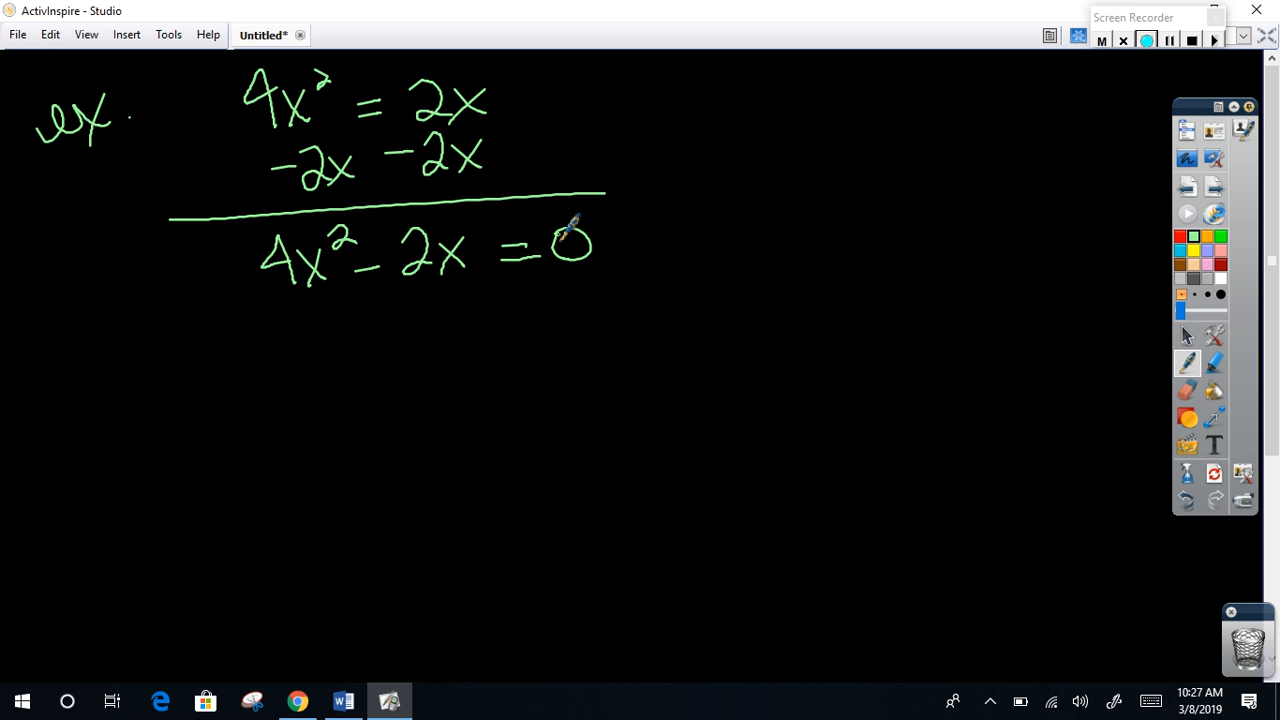 ActivInspire - Studio
Screen Recorder
File Edit View Insert Tools Help Untitled*
M
ex. 4x² = 2x
-2x -2x
4x² - 2x = 0
T
10:27 AM
3/8/2019